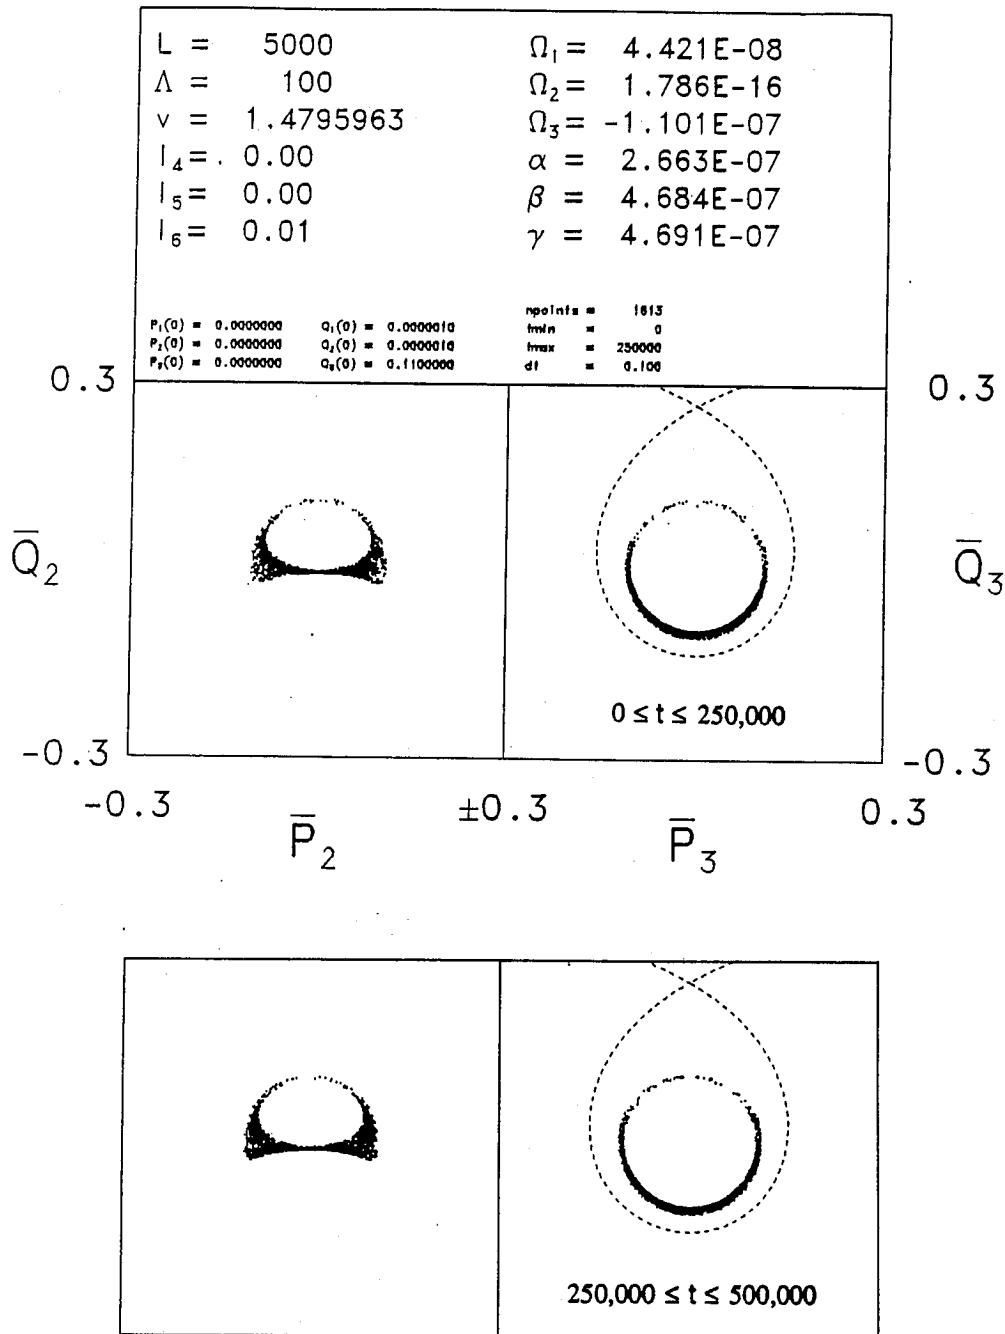 L = 5000 Ω₁ = 4.421E-08
Λ = 100 Ω₂ = 1.786E-16
v = 1.4795963 Ω₃ = -1.101E-07
I₄ = . 0.00 α = 2.663E-07
I₅ = 0.00 β = 4.684E-07
I₆ = 0.01 γ = 4.691E-07
npoints = 1613
P₁(0) = 0.0000000 Q₁(0) = 0.0000010 tmin = 0
P₂(0) = 0.0000000 Q₂(0) = 0.0000010 tmax = 250000
P₃(0) = 0.0000000 Q₃(0) = 0.1100000 dt = 0.100
0.3 0.3
Q̅₂ Q̅₃
0 ≤ t ≤ 250,000
-0.3 -0.3
-0.3 ±0.3 0.3
P̅₂ P̅₃
250,000 ≤ t ≤ 500,000